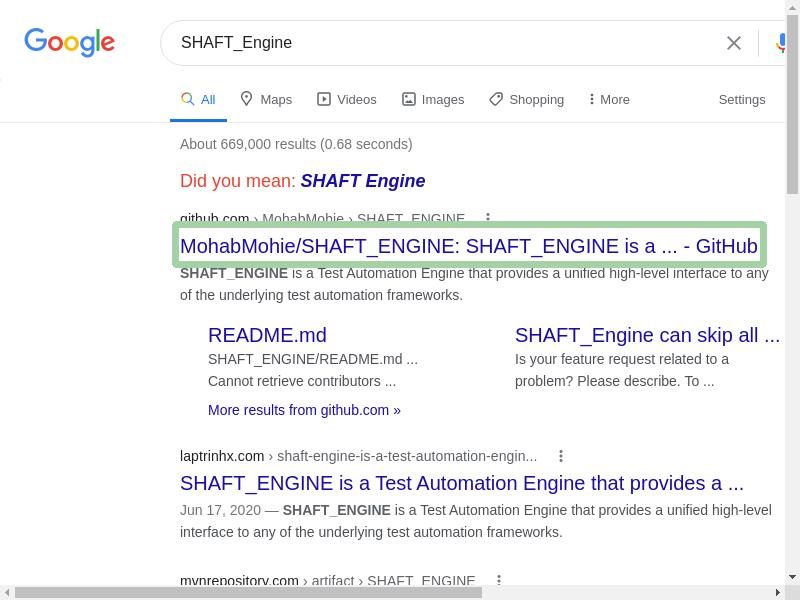 Google
SHAFT_Engine
All Maps Videos Images Shopping More Settings
About 669,000 results (0.68 seconds)
Did you mean: SHAFT Engine
github.com › MohabMohie › SHAFT_ENGINE
MohabMohie/SHAFT_ENGINE: SHAFT_ENGINE is a ... - GitHub
SHAFT_ENGINE is a Test Automation Engine that provides a unified high-level interface to any
of the underlying test automation frameworks.
README.md
SHAFT_ENGINE/README.md ...
Cannot retrieve contributors ...
SHAFT_Engine can skip all ...
Is your feature request related to a
problem? Please describe. To ...
More results from github.com »
laptrinhx.com › shaft-engine-is-a-test-automation-engin...
SHAFT_ENGINE is a Test Automation Engine that provides a ...
Jun 17, 2020 — SHAFT_ENGINE is a Test Automation Engine that provides a unified high-level
interface to any of the underlying test automation frameworks.
mvnrepository.com › artifact › SHAFT_ENGINE